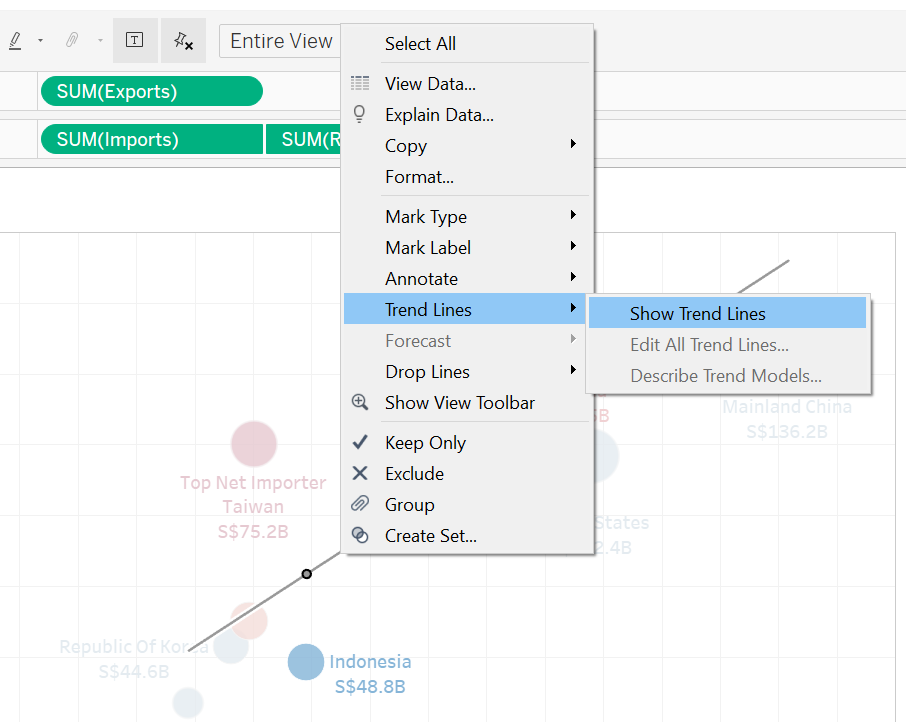 Entire View
SUM(Exports)
SUM(Imports)
SUM(R
Select All
View Data...
Explain Data...
Copy
Format...
Mark Type
Mark Label
Annotate
Trend Lines
Forecast
Drop Lines
Show View Toolbar
Keep Only
Exclude
Group
Create Set...
Show Trend Lines
Edit All Trend Lines...
Describe Trend Models...
Mainland China
S$136.2B
Top Net Importer
Taiwan
S$75.2B
States
2.4B
Republic Of Korea
S$44.6B
Indonesia
S$48.8B